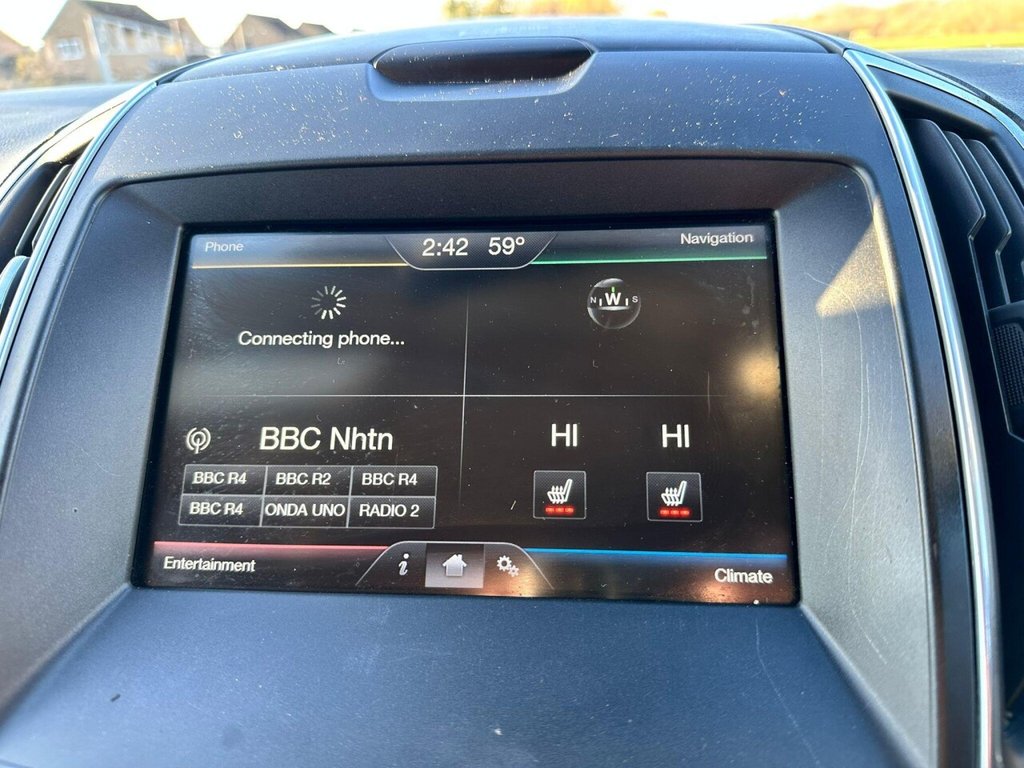 Phone 2:42 59° Navigation
N W S
Connecting phone...
BBC Nhtn
BBC R4 BBC R2 BBC R4
BBC R4 ONDA UNO RADIO 2
HI HI
Entertainment i Climate